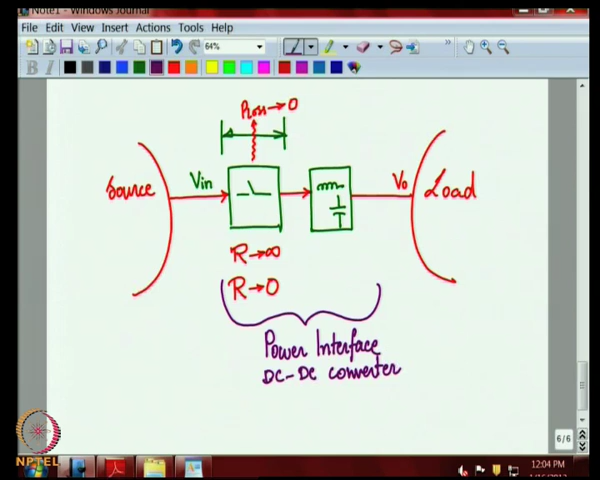 Note1 - Windows Journal
File Edit View Insert Actions Tools Help
64%
B I
Ploss→0
Source
Vin
Vo
Load
R→∞
R→0
Power Interface
DC-DC converter
6/6
NPTEL
12:04 PM